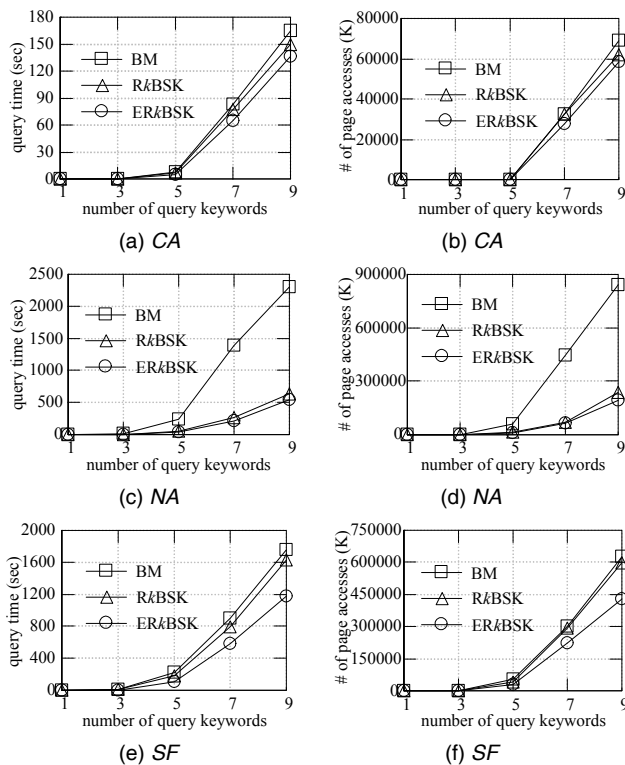 180
150
120
90
60
30
0
query time (sec)
BM
RkBSK
ERkBSK
1 3 5 7 9
number of query keywords
(a) CA
80000
60000
40000
20000
0
# of page accesses (K)
BM
RkBSK
ERkBSK
1 3 5 7 9
number of query keywords
(b) CA
2500
2000
1500
1000
500
0
query time (sec)
BM
RkBSK
ERkBSK
1 3 5 7 9
number of query keywords
(c) NA
900000
600000
300000
0
# of page accesses (K)
BM
RkBSK
ERkBSK
1 3 5 7 9
number of query keywords
(d) NA
2000
1600
1200
800
400
0
query time (sec)
BM
RkBSK
ERkBSK
1 3 5 7 9
number of query keywords
(e) SF
750000
600000
450000
300000
150000
0
# of page accesses (K)
BM
RkBSK
ERkBSK
1 3 5 7 9
number of query keywords
(f) SF